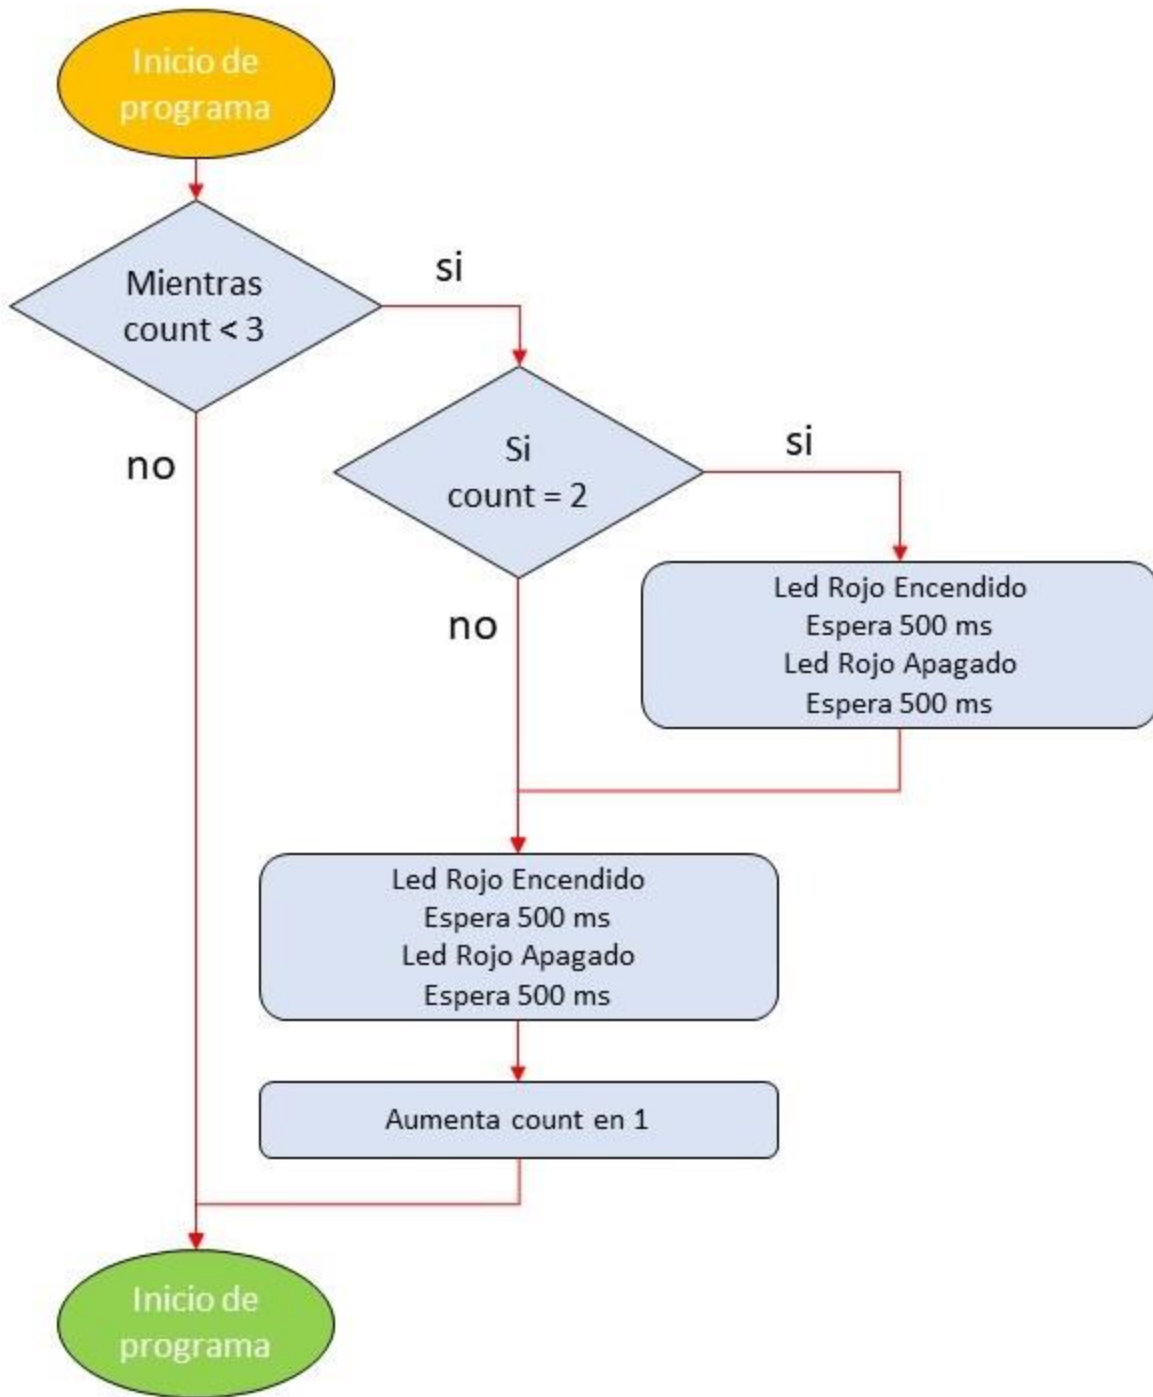 Inicio de
programa
Mientras
count < 3
si
no
Si
count = 2
si
no
Led Rojo Encendido
Espera 500 ms
Led Rojo Apagado
Espera 500 ms
Led Rojo Encendido
Espera 500 ms
Led Rojo Apagado
Espera 500 ms
Aumenta count en 1
Inicio de
programa